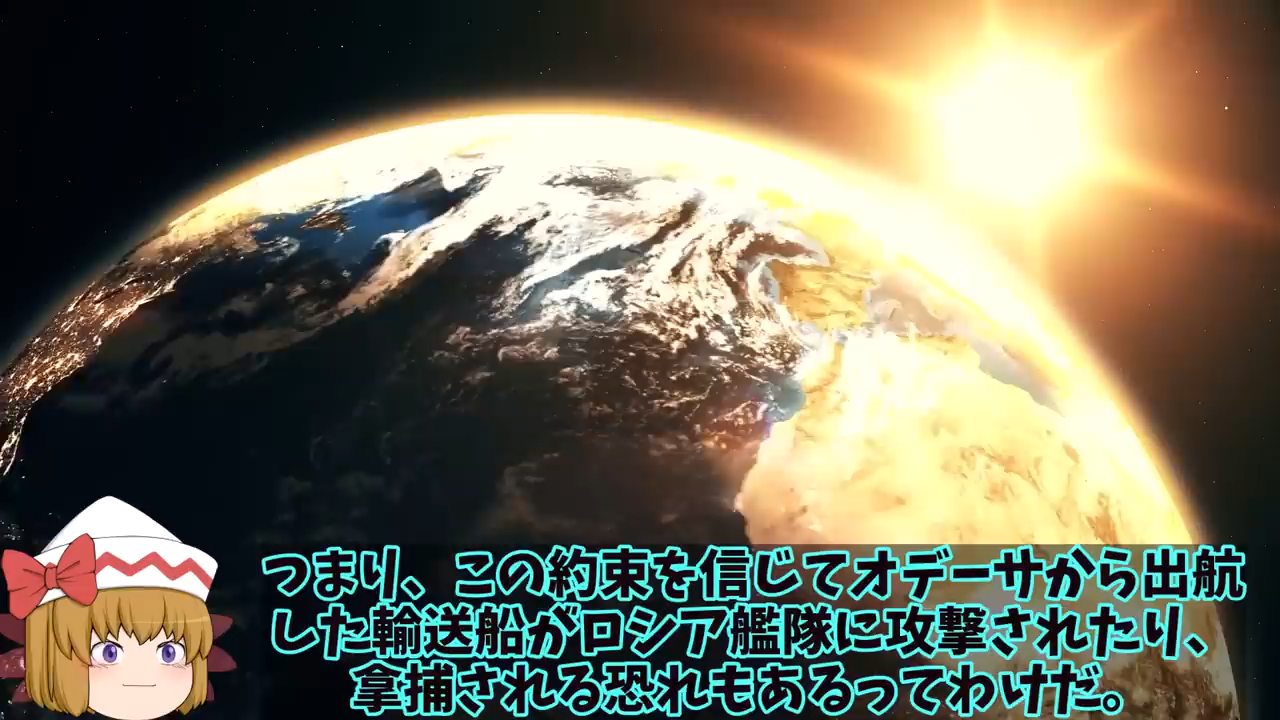 つまり、この約束を信じてオデーサから出航
した輸送船がロシア艦隊に攻撃されたり、
拿捕される恐れもあるってわけだ。